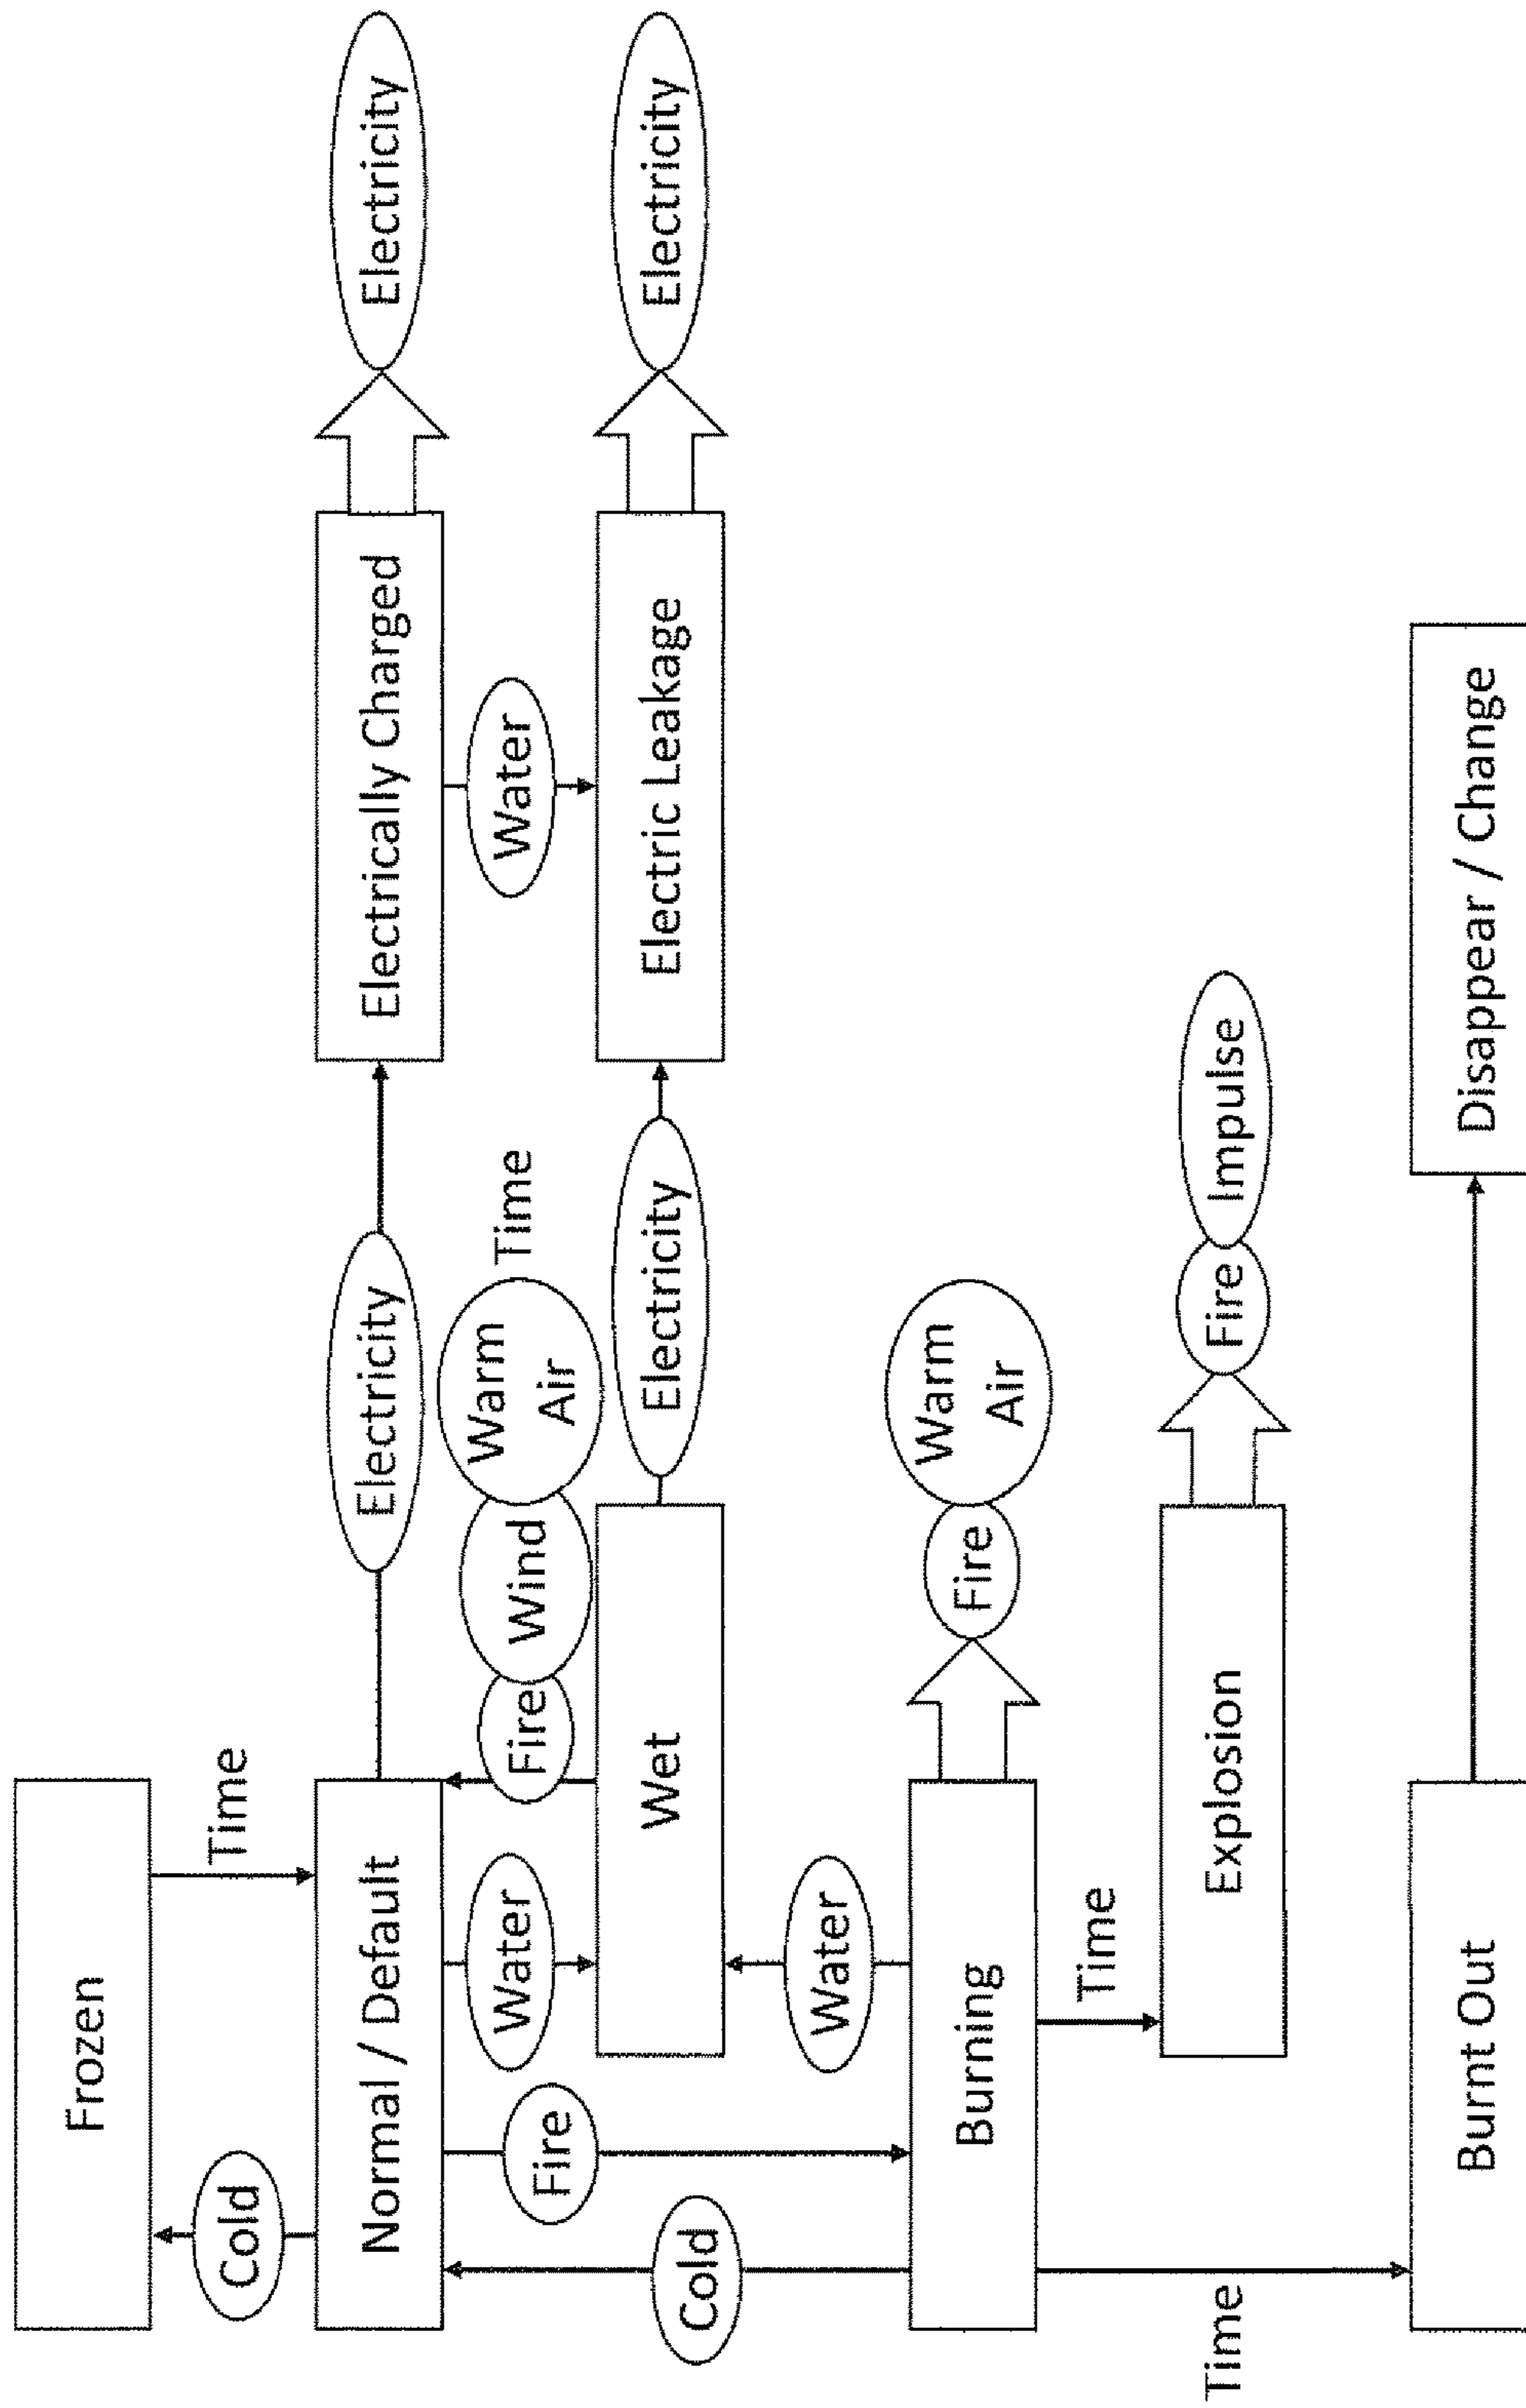 Frozen
Cold
Time
Normal / Default
Electricity
Electrically Charged
Electricity
Fire
Water
Fire
Wind
Warm
Air
Time
Water
Wet
Electricity
Electric Leakage
Electricity
Cold
Water
Burning
Fire
Warm
Air
Time
Time
Explosion
Fire
Impulse
Burnt Out
Disappear / Change